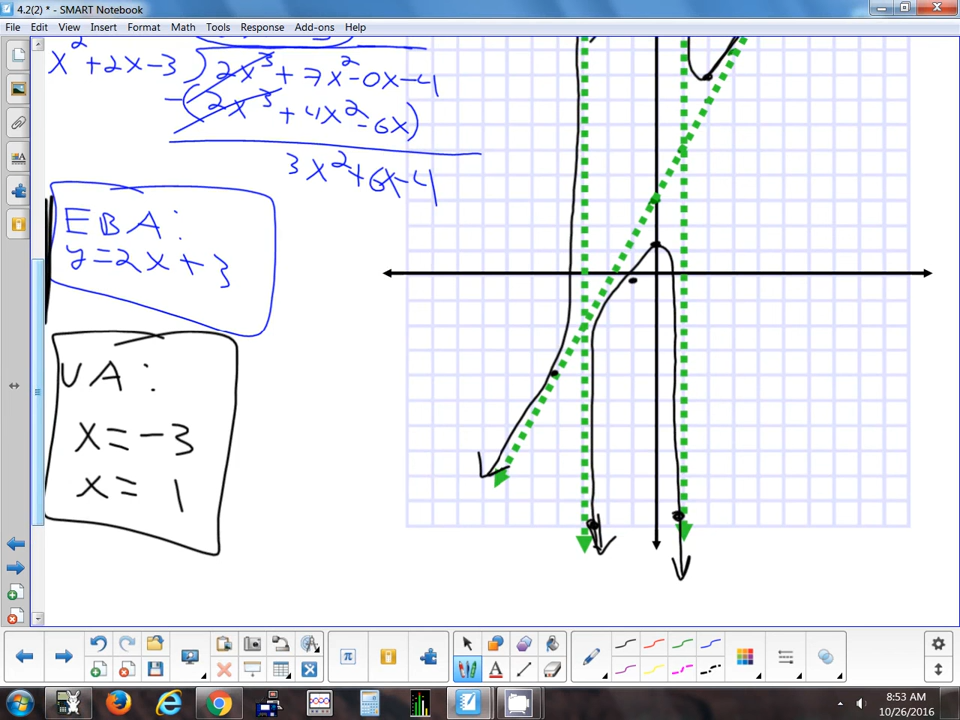 4.2(2) * - SMART Notebook
File Edit View Insert Format Math Tools Response Add-ons Help
x² + 2x - 3 ) 2x³ + 7x² - 0x - 4
-(2x³ + 4x² - 6x)
3x² + 6x - 4
EBA:
y = 2x + 3
VA:
x = -3
x = 1
8:53 AM
10/26/2016